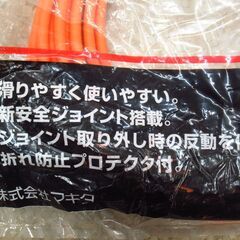 滑りやすく使いやすい。
新安全ジョイント搭載。
ジョイント取り外し時の反動を
折れ防止プロテクタ付。
株式会社マキタ